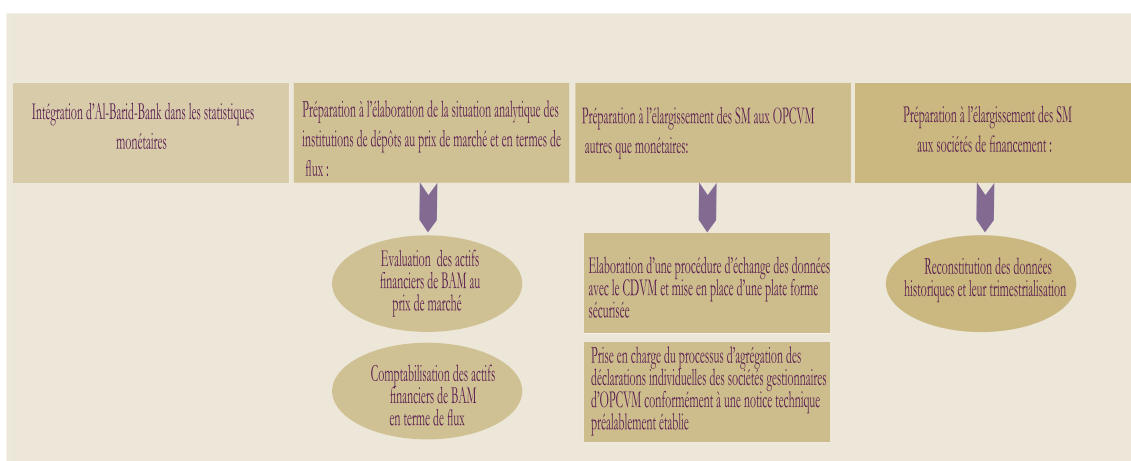 Intégration d'Al-Barid-Bank dans les statistiques
monétaires
Préparation à l'élaboration de la situation analytique des
institutions de dépôts au prix de marché et en termes de
flux :
Préparation à l'élargissement des SM aux OPCVM
autres que monétaires:
Préparation à l'élargissement des SM
aux sociétés de financement :
Evaluation des actifs
financiers de BAM au
prix de marché
Comptabilisation des actifs
financiers de BAM
en terme de flux
Elaboration d'une procédure d'échange des données
avec le CDVM et mise en place d'une plate forme
sécurisée
Prise en charge du processus d'agrégation des
déclarations individuelles des sociétés gestionnaires
d'OPCVM conformément à une notice technique
préalablement établie
Reconstitution des données
historiques et leur trimestrialisation